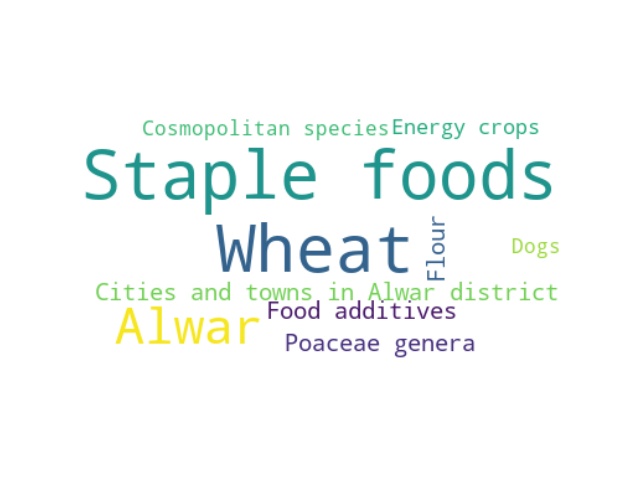 Cosmopolitan species
Energy crops
Staple foods
Wheat
Flour
Dogs
Cities and towns in Alwar district
Alwar
Food additives
Poaceae genera